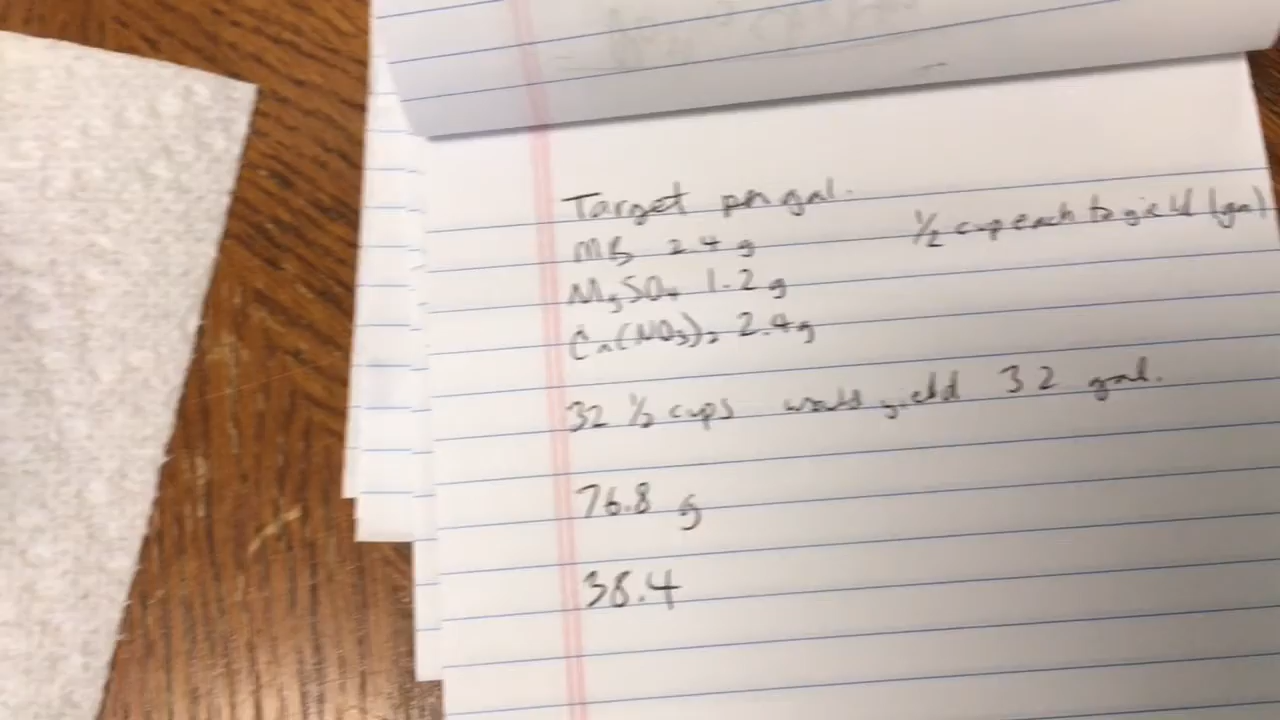 Target per gal.
1/2 cup each to yield 1 gal
MB 2.4 g
MgSO4 1.2 g
Ca(NO3)2 2.4 g
32 1/2 cups would yield 32 gal.
76.8 g
38.4